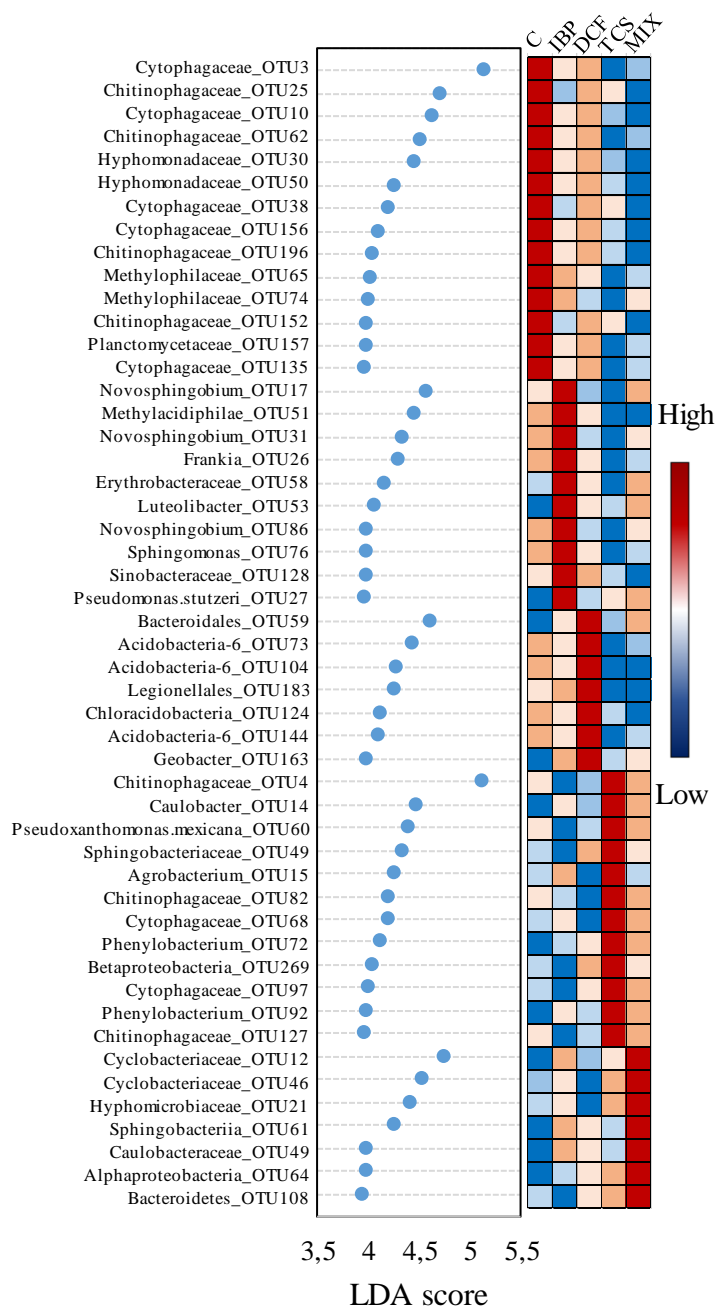 C IBP DCF TCS MIX
Cytophagaceae_OTU3
Chitinophagaceae_OTU25
Cytophagaceae_OTU10
Chitinophagaceae_OTU62
Hyphomonadaceae_OTU30
Hyphomonadaceae_OTU50
Cytophagaceae_OTU38
Cytophagaceae_OTU156
Chitinophagaceae_OTU196
Methylophilaceae_OTU65
Methylophilaceae_OTU74
Chitinophagaceae_OTU152
Planctomycetaceae_OTU157
Cytophagaceae_OTU135
Novosphingobium_OTU17
Methylacidiphilae_OTU51
Novosphingobium_OTU31
Frankia_OTU26
Erythrobacteraceae_OTU58
Luteolibacter_OTU53
Novosphingobium_OTU86
Sphingomonas_OTU76
Sinobacteraceae_OTU128
Pseudomonas.stutzeri_OTU27
Bacteroidales_OTU59
Acidobacteria-6_OTU73
Acidobacteria-6_OTU104
Legionellales_OTU183
Chloracidobacteria_OTU124
Acidobacteria-6_OTU144
Geobacter_OTU163
Chitinophagaceae_OTU4
Caulobacter_OTU14
Pseudoxanthomonas.mexicana_OTU60
Sphingobacteriaceae_OTU49
Agrobacterium_OTU15
Chitinophagaceae_OTU82
Cytophagaceae_OTU68
Phenylobacterium_OTU72
Betaproteobacteria_OTU269
Cytophagaceae_OTU97
Phenylobacterium_OTU92
Chitinophagaceae_OTU127
Cyclobacteriaceae_OTU12
Cyclobacteriaceae_OTU46
Hyphomicrobiaceae_OTU21
Sphingobacteriia_OTU61
Caulobacteraceae_OTU49
Alphaproteobacteria_OTU64
Bacteroidetes_OTU108
High
Low
3,5 4 4,5 5 5,5
LDA score